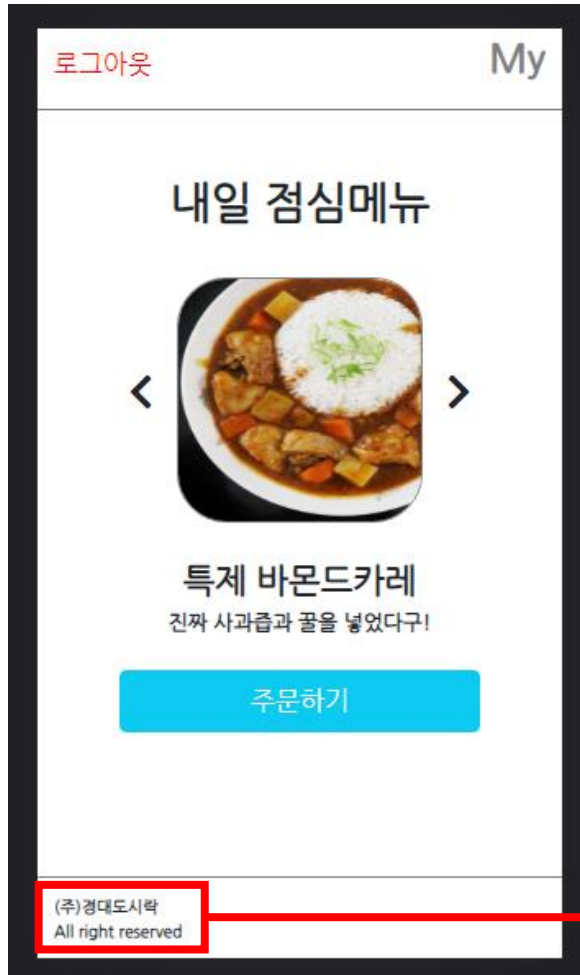 로그아웃
My
내일 점심메뉴
특제 바몬드카레
진짜 사과즙과 꿀을 넣었다구!
주문하기
(주)경대도시락
All right reserved